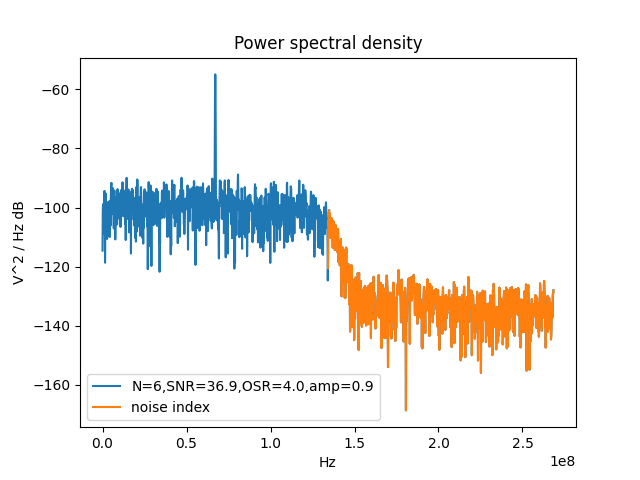 Power spectral density
V^2 / Hz dB
−60
−80
−100
−120
−140
−160
N=6,SNR=36.9,OSR=4.0,amp=0.9
noise index
0.0 0.5 1.0 1.5 2.0 2.5
1e8
Hz